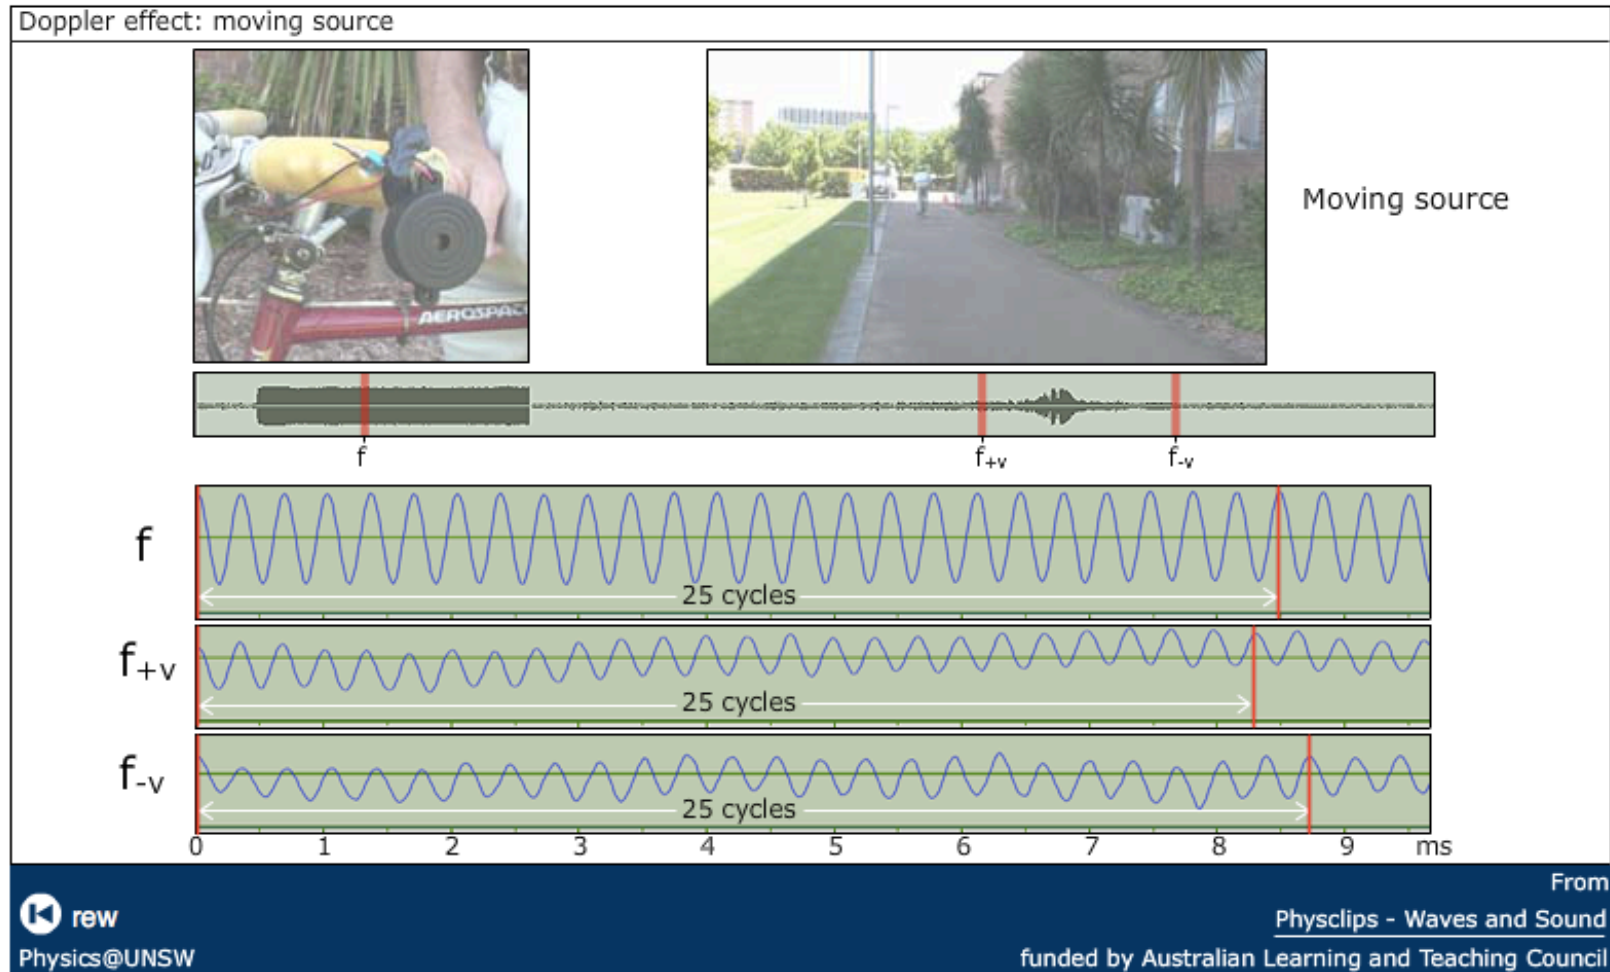 Doppler effect: moving source
AEROSPAC
Moving source
f
f+v
f-v
f
25 cycles
f+v
25 cycles
f-v
25 cycles
0 1 2 3 4 5 6 7 8 9 ms
From
rew
Physclips - Waves and Sound
Physics@UNSW
funded by Australian Learning and Teaching Council